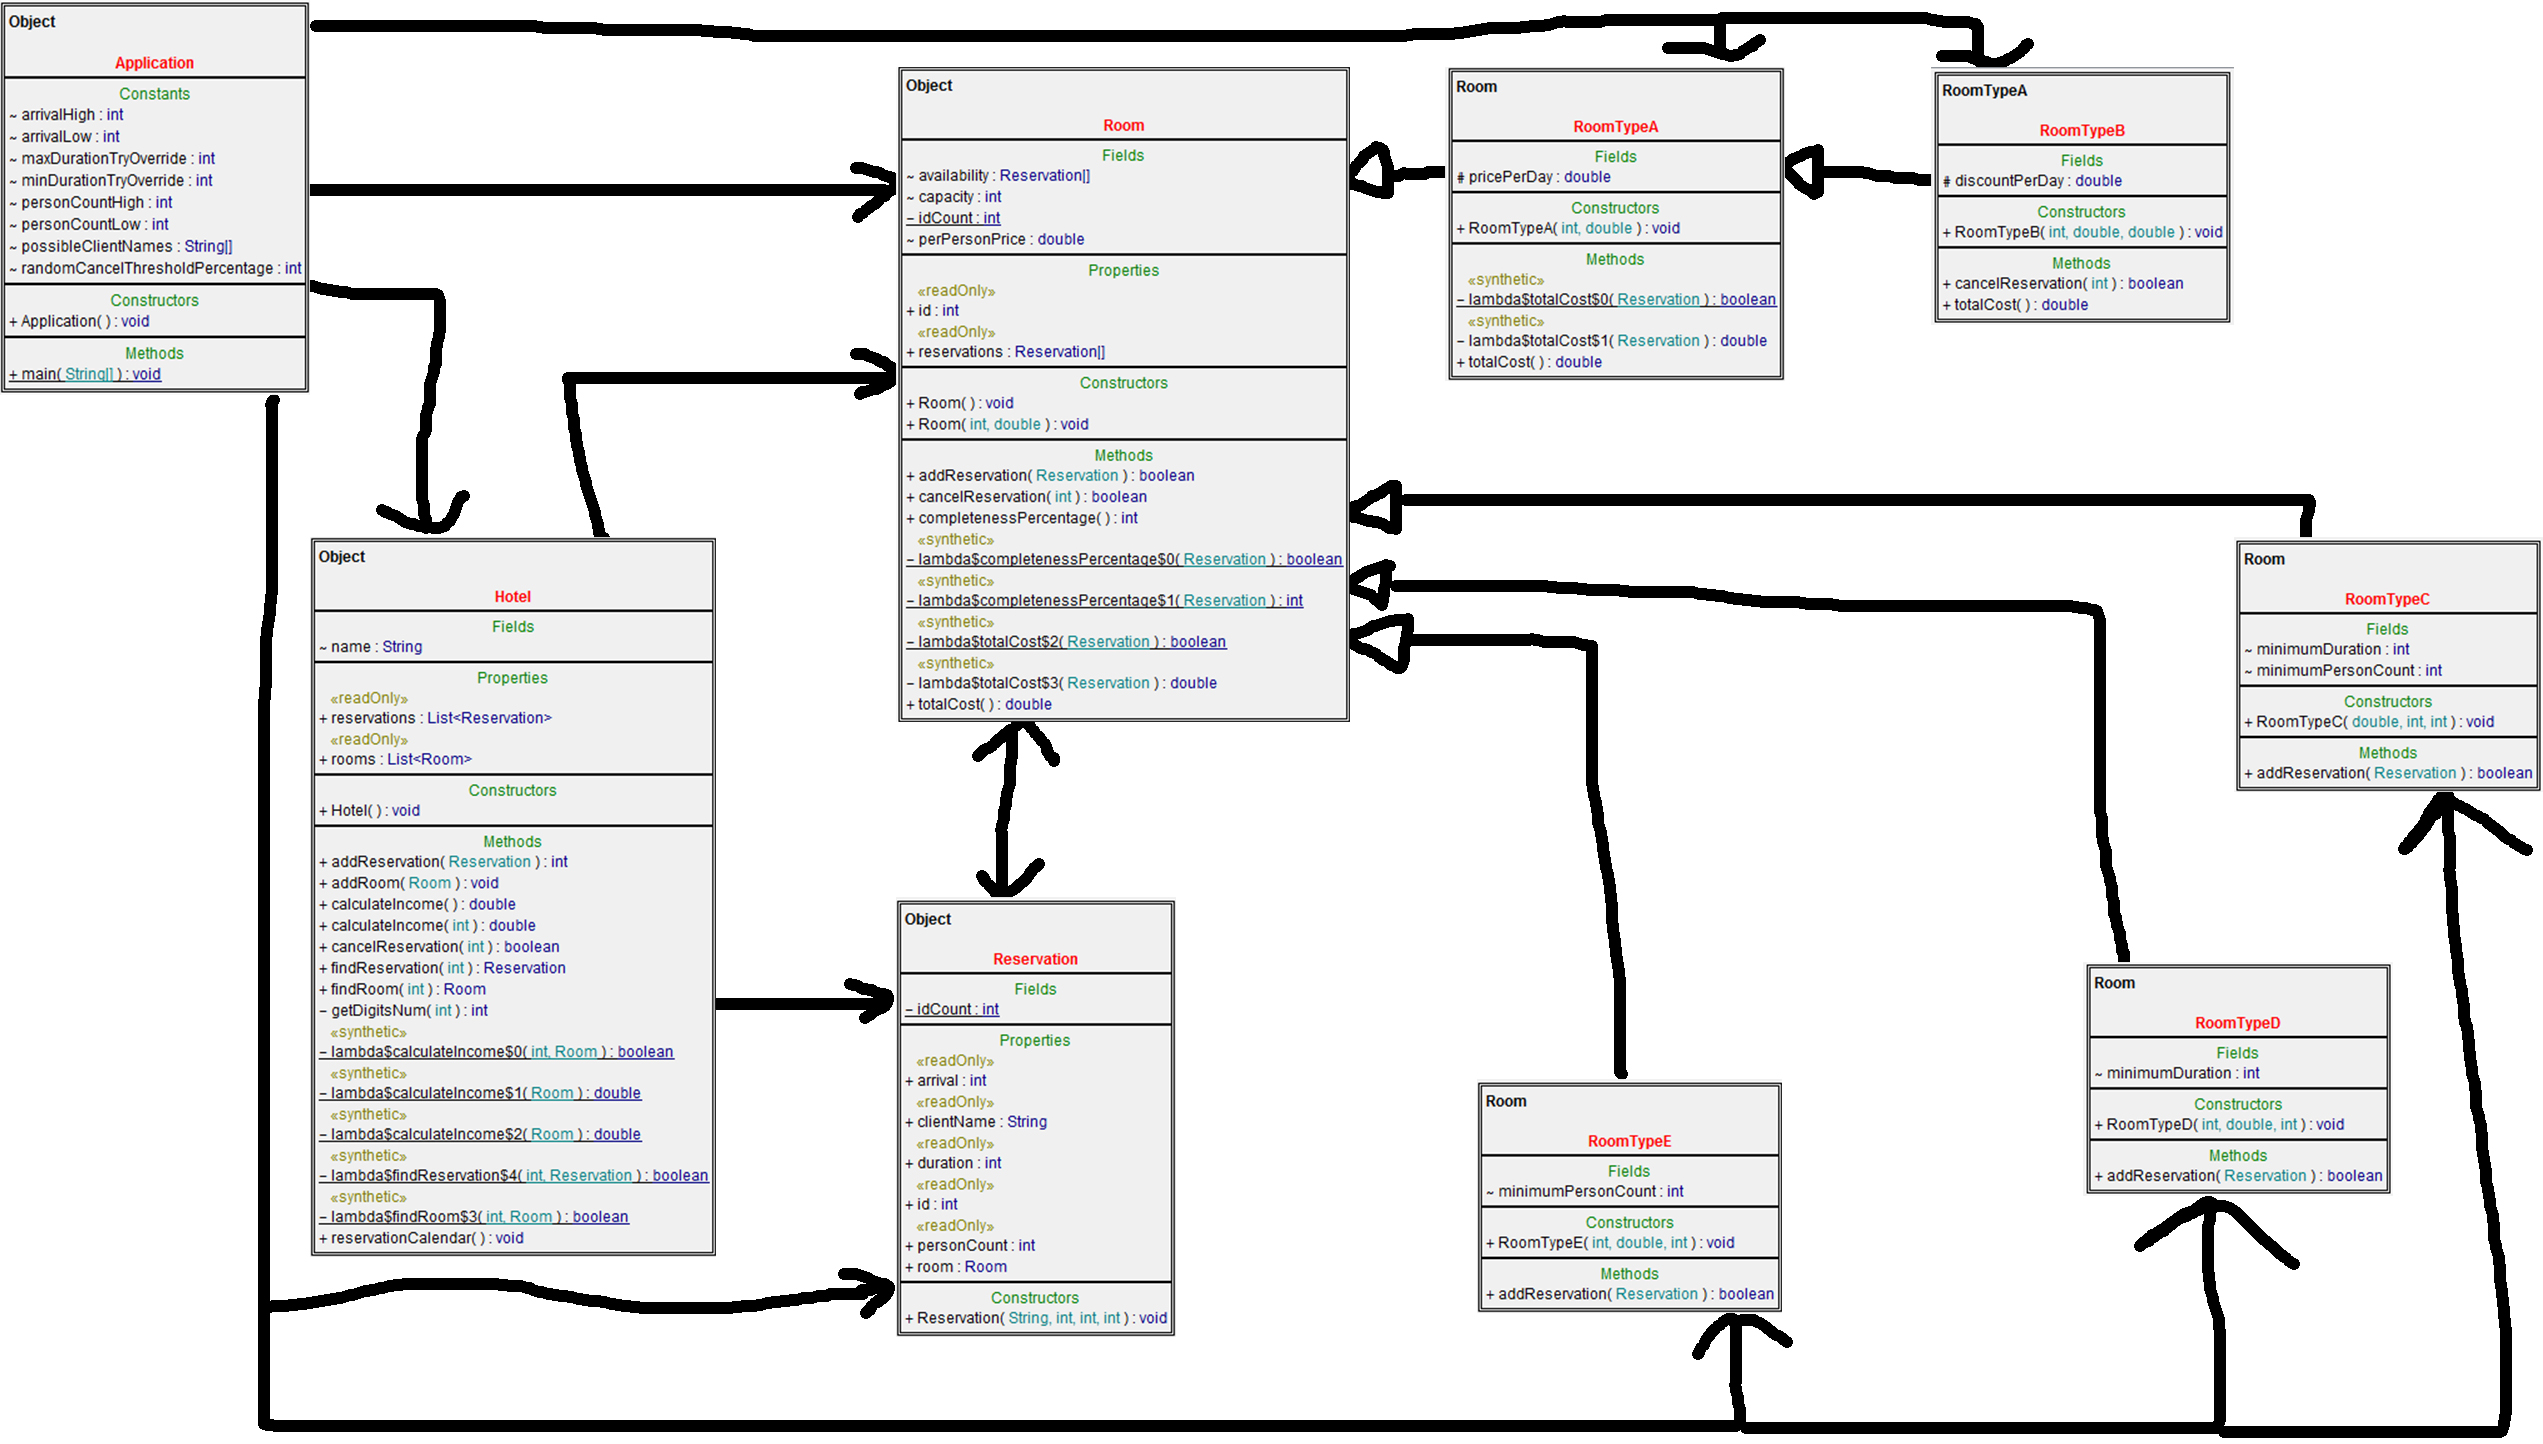 Object
Application
Constants
~ arrivalHigh : int
~ arrivalLow : int
~ maxDurationTryOverride : int
~ minDurationTryOverride : int
~ personCountHigh : int
~ personCountLow : int
~ possibleClientNames : String[]
~ randomCancelThresholdPercentage : int
Constructors
+ Application( ) : void
Methods
+ main( String[] ) : void
Object
Room
Fields
~ availability : Reservation[]
~ capacity : int
– idCount : int
~ perPersonPrice : double
Properties
«readOnly»
+ id : int
«readOnly»
+ reservations : Reservation[]
Constructors
+ Room( ) : void
+ Room( int, double ) : void
Methods
+ addReservation( Reservation ) : boolean
+ cancelReservation( int ) : boolean
+ completenessPercentage( ) : int
«synthetic»
– lambda$completenessPercentage$0( Reservation ) : boolean
«synthetic»
– lambda$completenessPercentage$1( Reservation ) : int
«synthetic»
– lambda$totalCost$2( Reservation ) : boolean
«synthetic»
– lambda$totalCost$3( Reservation ) : double
+ totalCost( ) : double
Room
RoomTypeA
Fields
# pricePerDay : double
Constructors
+ RoomTypeA( int, double ) : void
Methods
«synthetic»
– lambda$totalCost$0( Reservation ) : boolean
«synthetic»
– lambda$totalCost$1( Reservation ) : double
+ totalCost( ) : double
RoomTypeA
RoomTypeB
Fields
# discountPerDay : double
Constructors
+ RoomTypeB( int, double, double ) : void
Methods
+ cancelReservation( int ) : boolean
+ totalCost( ) : double
Object
Hotel
Fields
~ name : String
Properties
«readOnly»
+ reservations : List<Reservation>
«readOnly»
+ rooms : List<Room>
Constructors
+ Hotel( ) : void
Methods
+ addReservation( Reservation ) : int
+ addRoom( Room ) : void
+ calculateIncome( ) : double
+ calculateIncome( int ) : double
+ cancelReservation( int ) : boolean
+ findReservation( int ) : Reservation
+ findRoom( int ) : Room
– getDigitsNum( int ) : int
«synthetic»
– lambda$calculateIncome$0( int, Room ) : boolean
«synthetic»
– lambda$calculateIncome$1( Room ) : double
«synthetic»
– lambda$calculateIncome$2( Room ) : double
«synthetic»
– lambda$findReservation$4( int, Reservation ) : boolean
«synthetic»
– lambda$findRoom$3( int, Room ) : boolean
+ reservationCalendar( ) : void
Object
Reservation
Fields
– idCount : int
Properties
«readOnly»
+ arrival : int
«readOnly»
+ clientName : String
«readOnly»
+ duration : int
«readOnly»
+ id : int
«readOnly»
+ personCount : int
+ room : Room
Constructors
+ Reservation( String, int, int, int ) : void
Room
RoomTypeC
Fields
~ minimumDuration : int
~ minimumPersonCount : int
Constructors
+ RoomTypeC( double, int, int ) : void
Methods
+ addReservation( Reservation ) : boolean
Room
RoomTypeD
Fields
~ minimumDuration : int
Constructors
+ RoomTypeD( int, double, int ) : void
Methods
+ addReservation( Reservation ) : boolean
Room
RoomTypeE
Fields
~ minimumPersonCount : int
Constructors
+ RoomTypeE( int, double, int ) : void
Methods
+ addReservation( Reservation ) : boolean